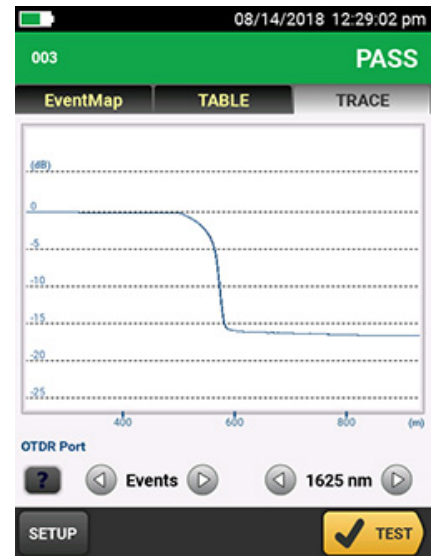 08/14/2018 12:29:02 pm
003 PASS
EventMap TABLE TRACE
(dB)
0
-5
-10
-15
-20
-25
400 600 800 (m)
OTDR Port
? Events 1625 nm
SETUP TEST